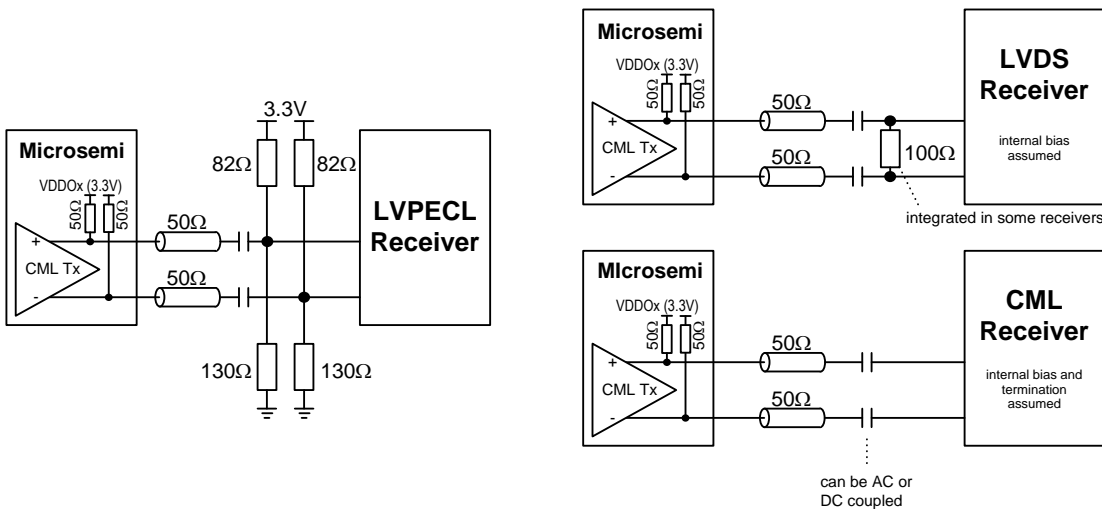 Microsemi
VDDOx (3.3V)
50Ω
50Ω
+
CML Tx
-
50Ω
50Ω
3.3V
82Ω
82Ω
130Ω
130Ω
LVPECL
Receiver
Microsemi
VDDOx (3.3V)
50Ω
50Ω
+
CML Tx
-
50Ω
50Ω
100Ω
LVDS
Receiver
internal bias
assumed
integrated in some receivers
MIcrosemi
VDDOx (3.3V)
50Ω
50Ω
+
CML Tx
-
50Ω
50Ω
CML
Receiver
internal bias and
termination
assumed
can be AC or
DC coupled